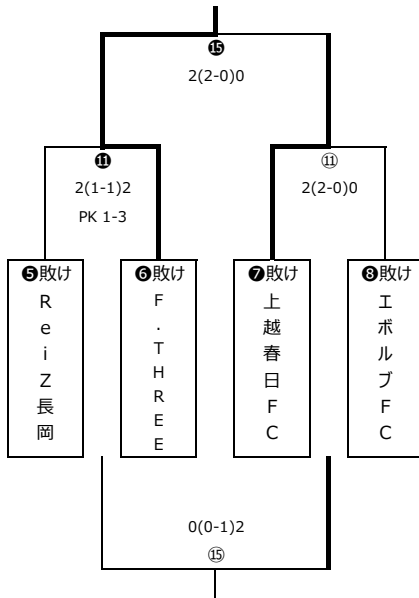 ⓯
2(2-0)0
⓫
2(1-1)2
PK 1-3
⑪
2(2-0)0
❺敗け
ReiZ長岡
❻敗け
F.THREE
❼敗け
上越春日FC
❽敗け
エボルブFC
0(0-1)2
⑮